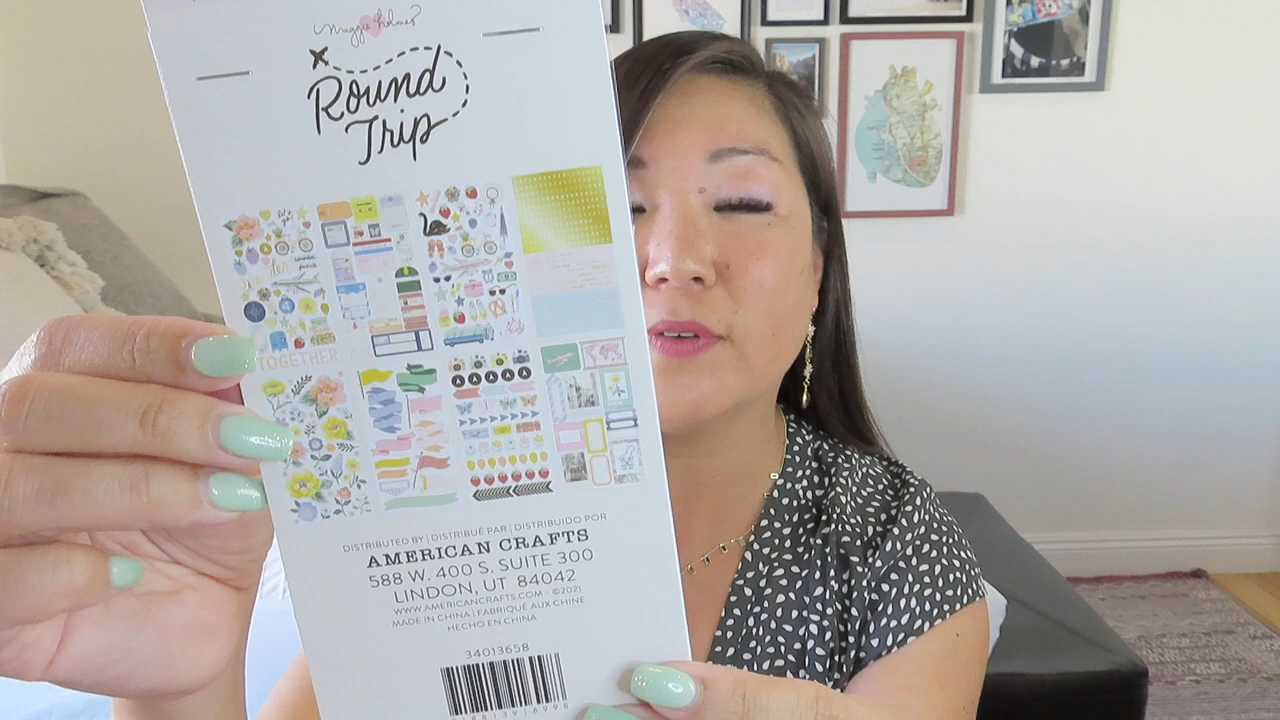 maggie holmes
Round
Trip
TOGETHER
DISTRIBUTED BY | DISTRIBUÉ PAR | DISTRIBUIDO POR
AMERICAN CRAFTS
588 W. 400 S. SUITE 300
LINDON, UT 84042
WWW.AMERICANCRAFTS.COM ©2021
MADE IN CHINA | FABRIQUÉ AUX CHINE
HECHO EN CHINA
34013658